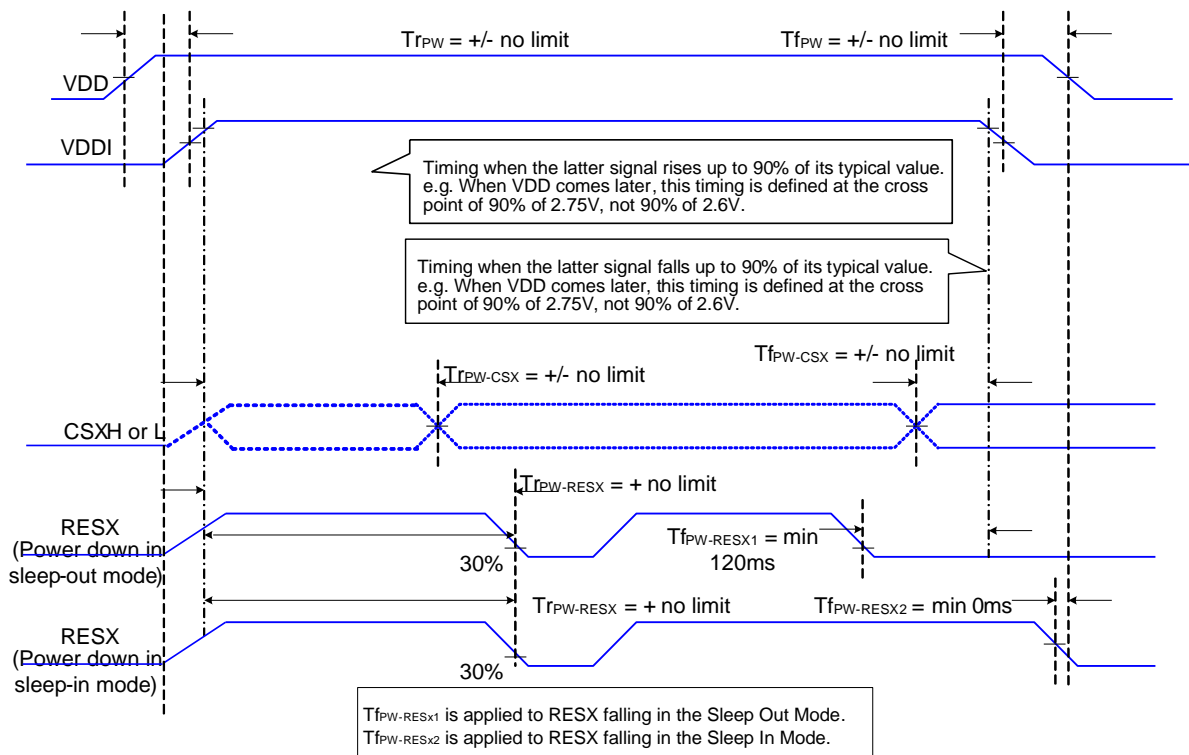 TrPW = +/- no limit
TfPW = +/- no limit
VDD
VDDI
Timing when the latter signal rises up to 90% of its typical value.
e.g. When VDD comes later, this timing is defined at the cross
point of 90% of 2.75V, not 90% of 2.6V.
Timing when the latter signal falls up to 90% of its typical value.
e.g. When VDD comes later, this timing is defined at the cross
point of 90% of 2.75V, not 90% of 2.6V.
TfPW-CSX = +/- no limit
TrPW-CSX = +/- no limit
CSXH or L
TrPW-RESX = + no limit
RESX
(Power down in
sleep-out mode)
30%
TfPW-RESX1 = min
120ms
TrPW-RESX = + no limit
TfPW-RESX2 = min 0ms
RESX
(Power down in
sleep-in mode)
30%
TfPW-RESx1 is applied to RESX falling in the Sleep Out Mode.
TfPW-RESx2 is applied to RESX falling in the Sleep In Mode.